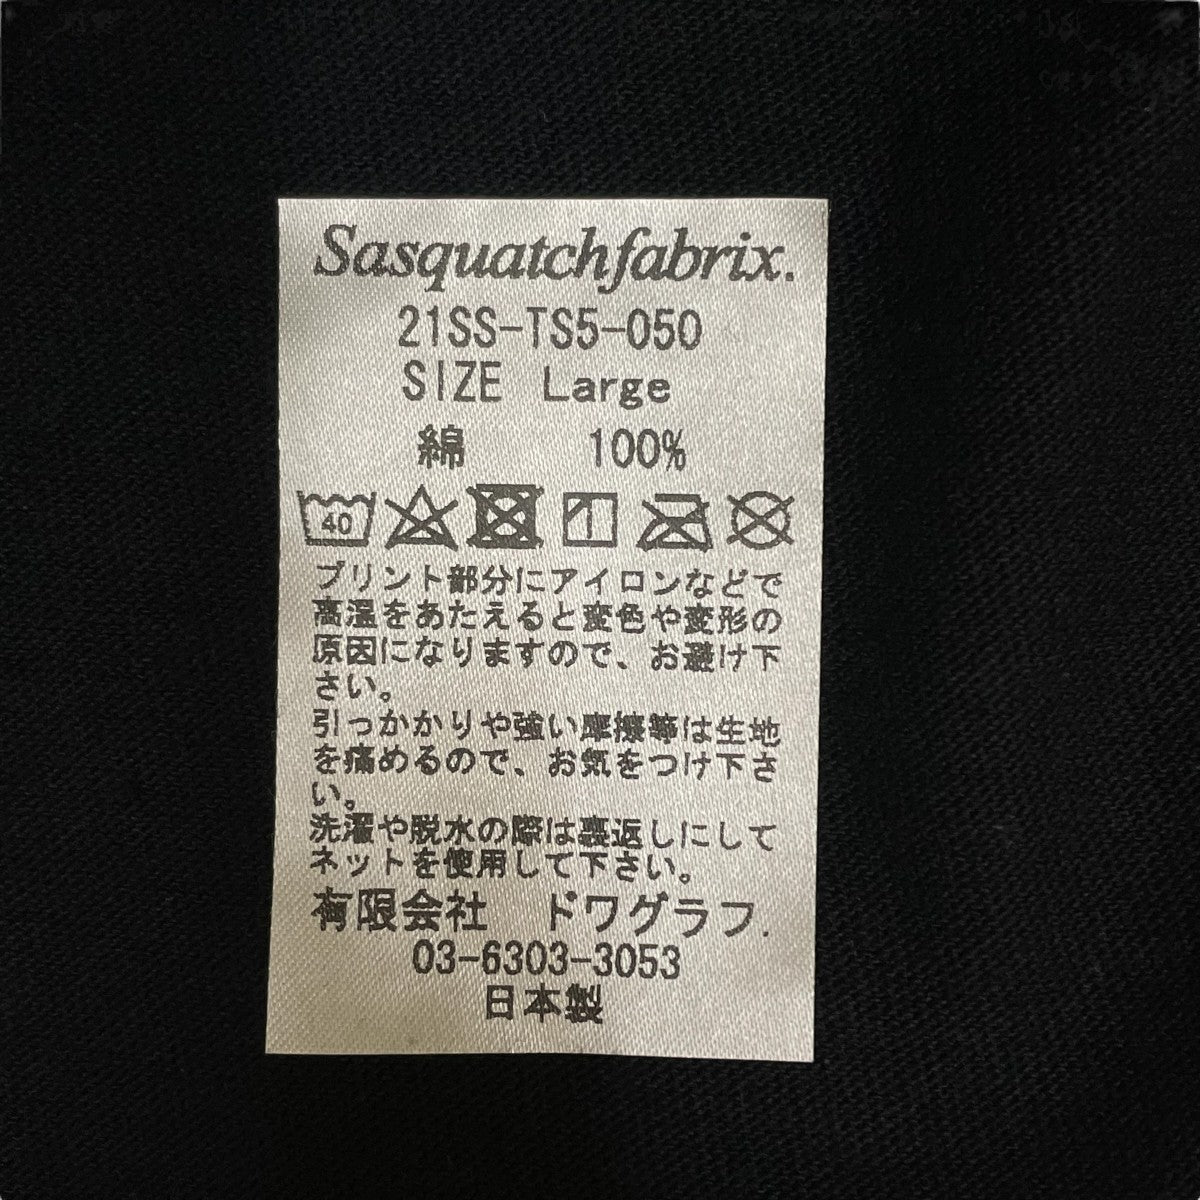 Sasquatchfabrix.
21SS-TS5-050
SIZE Large
綿 100%
40
プリント部分にアイロンなどで
高温をあたえると変色や変形の
原因になりますので、お避け下
さい。
引っかかりや強い摩擦等は生地
を痛めるので、お気をつけ下さ
い。
洗濯や脱水の際は裏返しにして
ネットを使用して下さい。
有限会社 ドワグラフ.
03-6303-3053
日本製